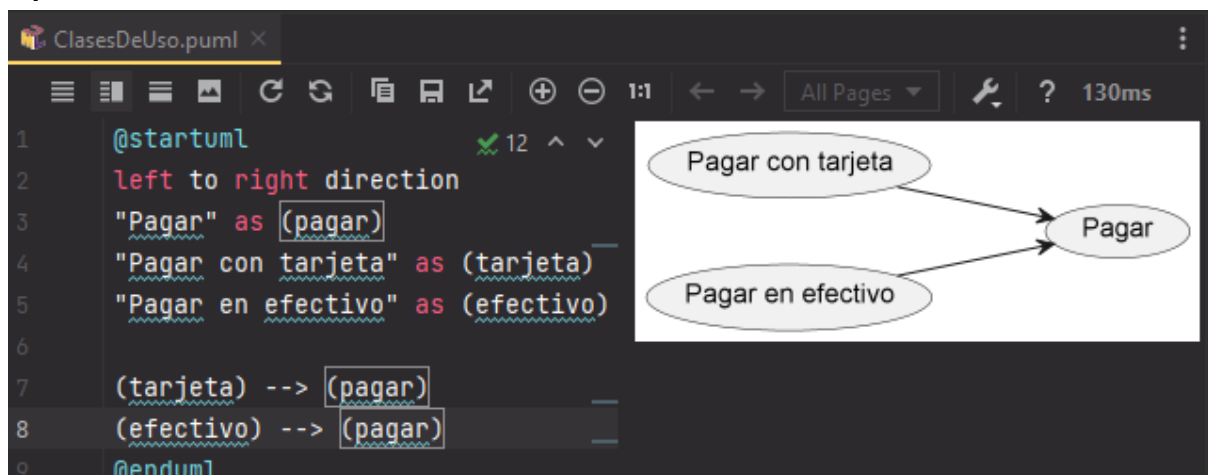 ClasesDeUso.puml
1:1 All Pages ? 130ms
1 @startuml 12
2 left to right direction
3 "Pagar" as (pagar)
4 "Pagar con tarjeta" as (tarjeta)
5 "Pagar en efectivo" as (efectivo)
6
7 (tarjeta) --> (pagar)
8 (efectivo) --> (pagar)
9 @enduml
Pagar con tarjeta
Pagar
Pagar en efectivo